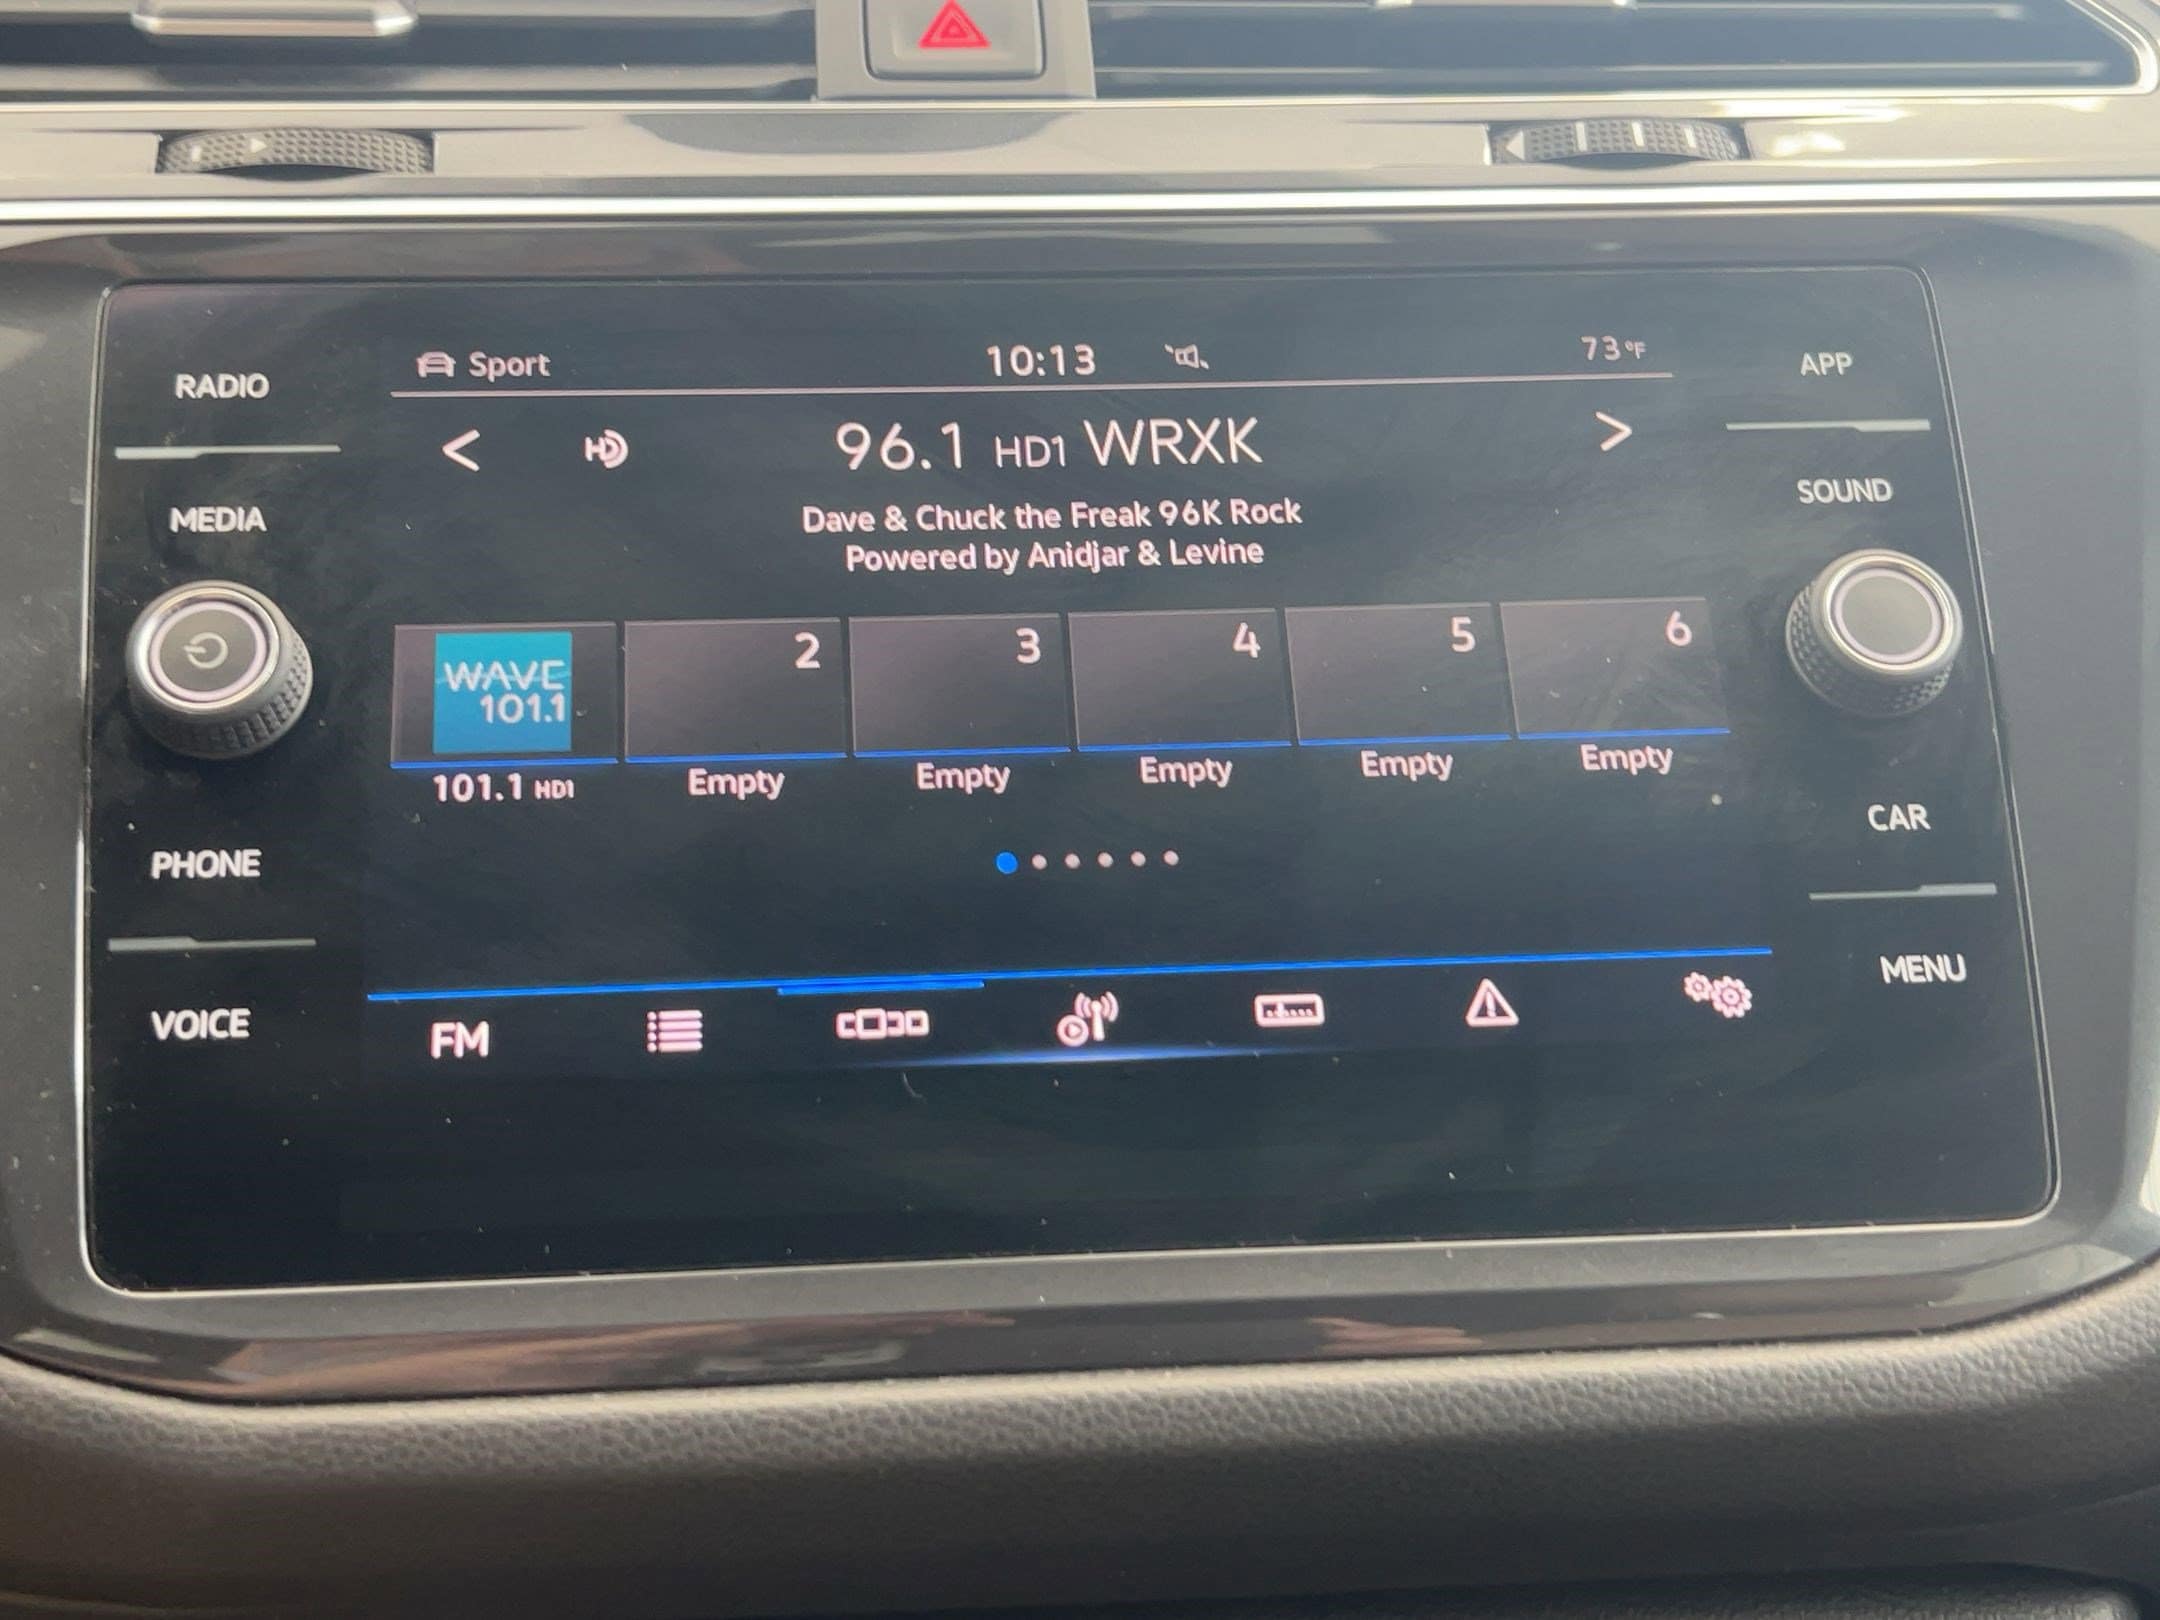 RADIO
MEDIA
PHONE
VOICE
Sport
10:13
73°F
HD
96.1 HD1 WRXK
Dave & Chuck the Freak 96K Rock
Powered by Anidjar & Levine
WAVE
101.1
2
3
4
5
6
101.1 HD1
Empty
Empty
Empty
Empty
Empty
FM
APP
SOUND
CAR
MENU